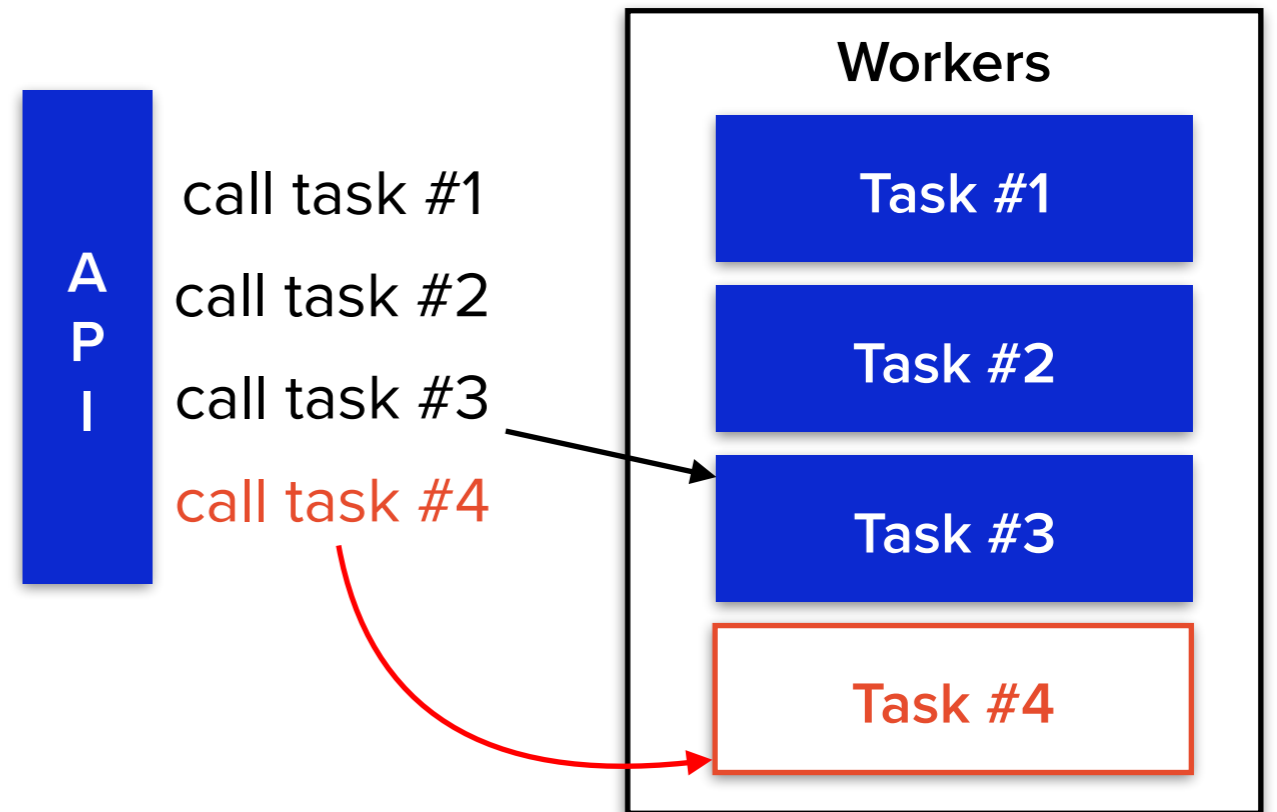 A
P
I
call task #1
call task #2
call task #3
call task #4
Workers
Task #1
Task #2
Task #3
Task #4